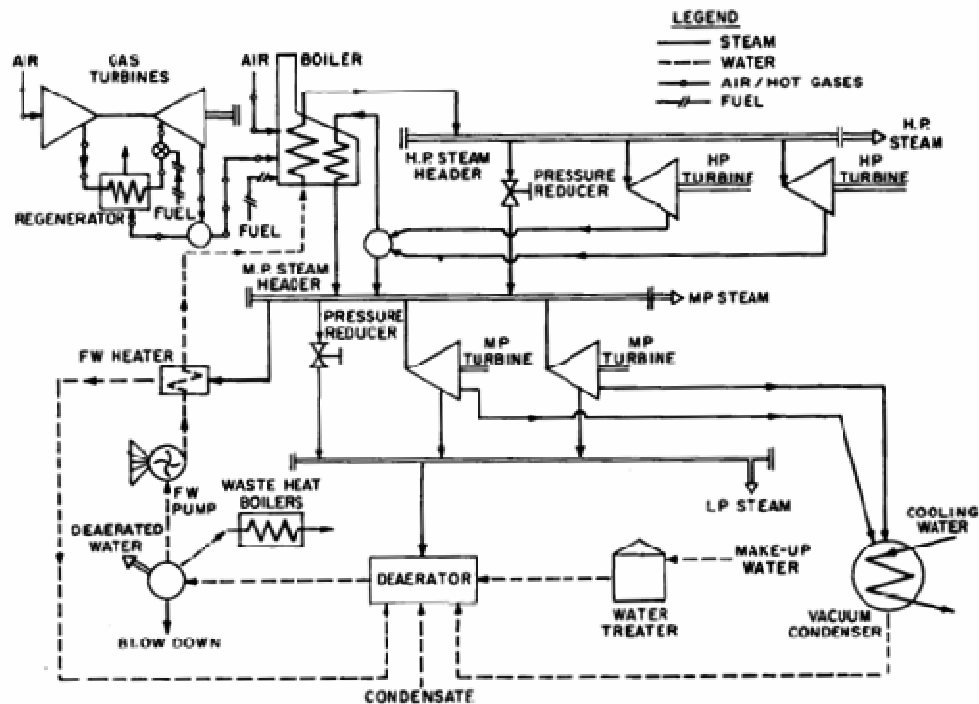 LEGEND
STEAM
WATER
AIR / HOT GASES
FUEL
AIR
GAS
TURBINES
AIR
BOILER
H.P.
STEAM
H.P. STEAM
HEADER
PRESSURE
REDUCER
HP
TURBINE
HP
TURBINE
REGENERATOR
FUEL
FUEL
M.P. STEAM
HEADER
MP STEAM
PRESSURE
REDUCER
MP
TURBINE
MP
TURBINE
FW HEATER
FW
PUMP
WASTE HEAT
BOILERS
LP STEAM
COOLING
WATER
DEAERATED
WATER
DEAERATOR
MAKE-UP
WATER
WATER
TREATER
VACUUM
CONDENSER
BLOW DOWN
CONDENSATE